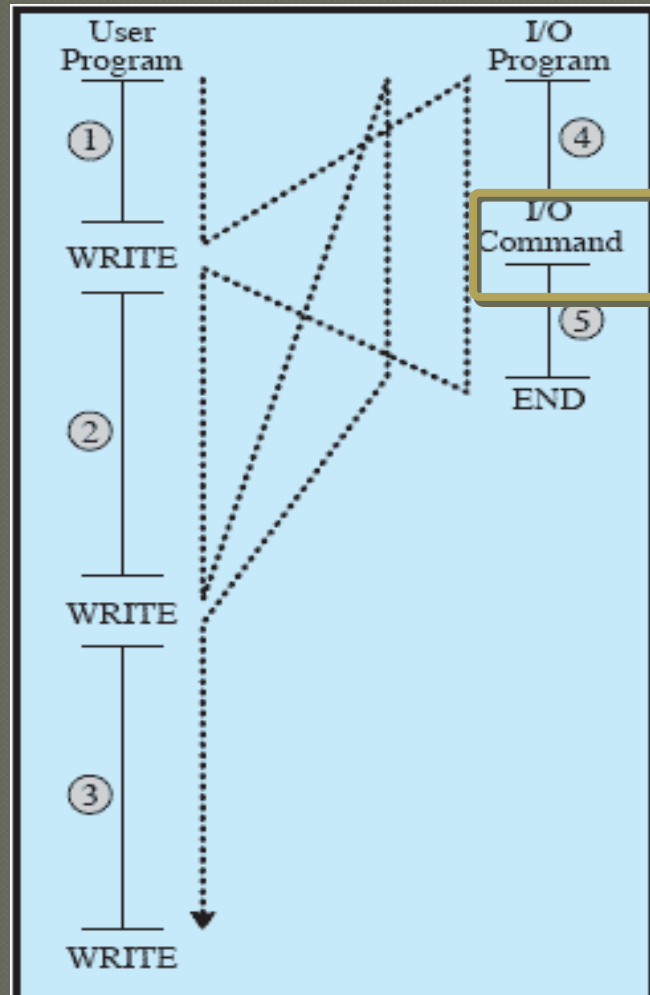 User
Program
I/O
Program
1
4
WRITE
I/O
Command
5
END
2
WRITE
3
WRITE